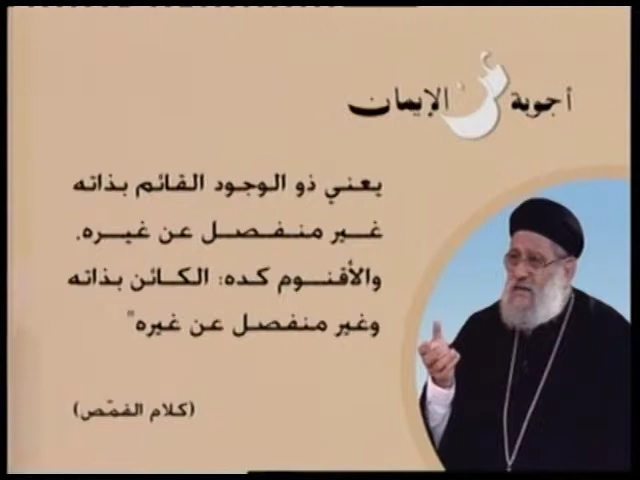 أجوبة عن الإيمان
يعني ذو الوجود القائم بذاته
غير منفصل عن غيره.
والأقنوم كده: الكائن بذاته
وغير منفصل عن غيره"
(كلام القمّص)